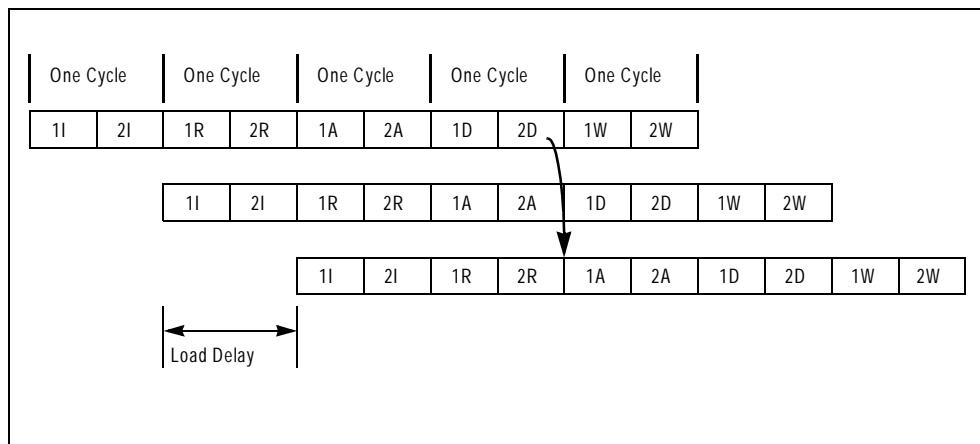 One Cycle One Cycle One Cycle One Cycle One Cycle
1I 2I 1R 2R 1A 2A 1D 2D 1W 2W
1I 2I 1R 2R 1A 2A 1D 2D 1W 2W
1I 2I 1R 2R 1A 2A 1D 2D 1W 2W
Load Delay